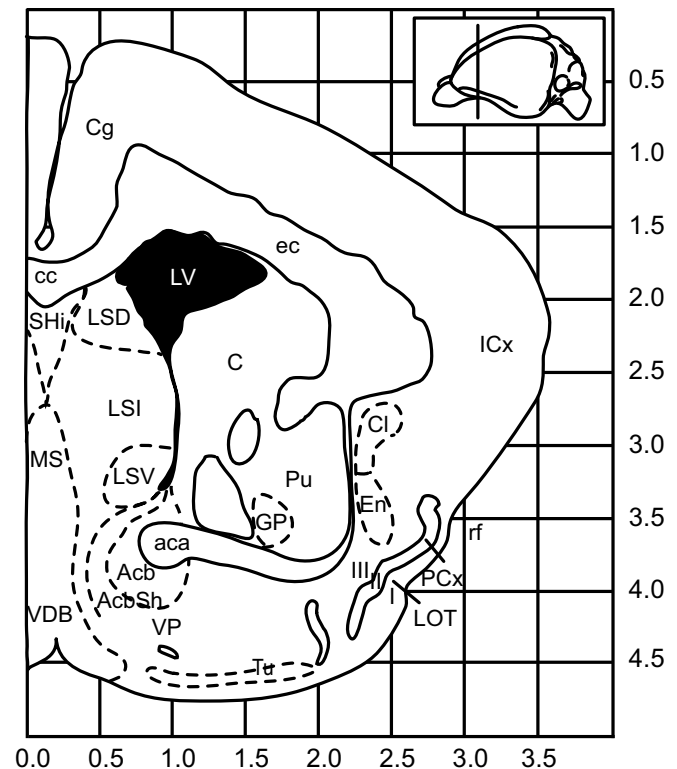 0.5
Cg
1.0
1.5
ec
cc
LV
2.0
SHi
LSD
ICx
C
2.5
LSI
Cl
3.0
MS
LSV
Pu
En
GP
3.5
rf
aca
Acb
III
II
PCx
I
4.0
AcbSh
VDB
VP
LOT
Tu
4.5
0.0 0.5 1.0 1.5 2.0 2.5 3.0 3.5